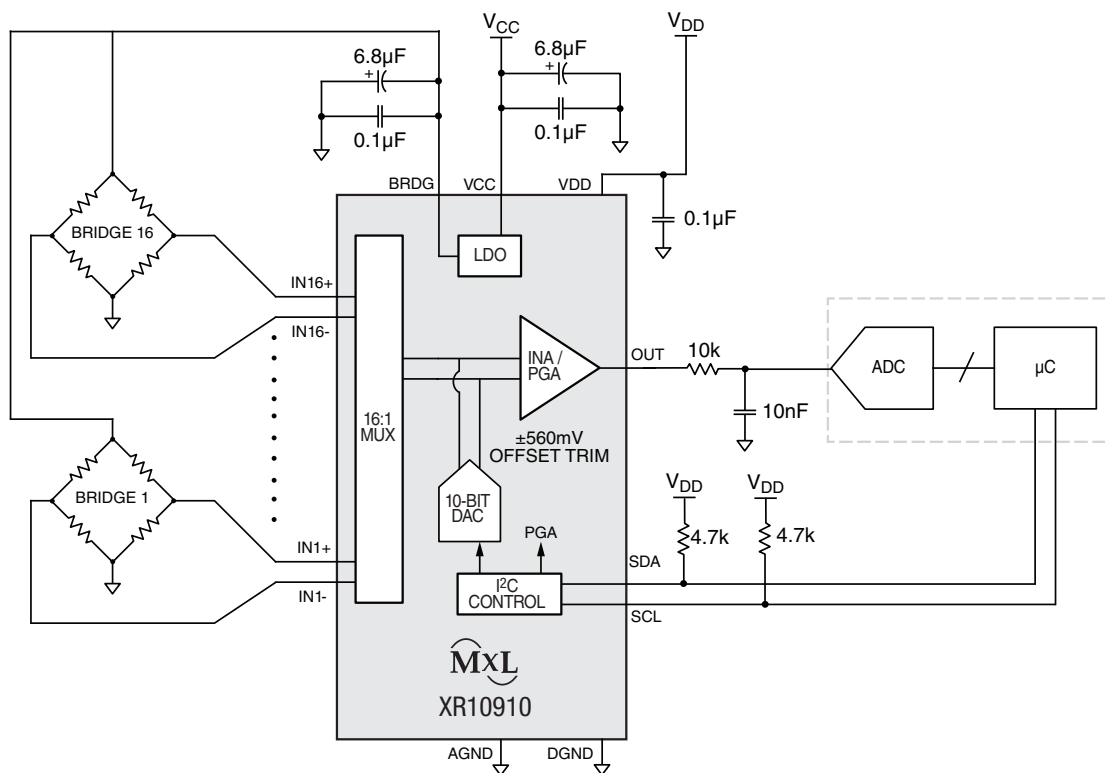 VCC
VDD
6.8µF
+
0.1µF
6.8µF
+
0.1µF
BRDG
VCC
VDD
0.1µF
BRIDGE 16
LDO
IN16+
IN16-
16:1
MUX
INA /
PGA
OUT
10k
10nF
ADC
µC
±560mV
OFFSET TRIM
BRIDGE 1
10-BIT
DAC
PGA
VDD
VDD
4.7k
4.7k
IN1+
IN1-
I²C
CONTROL
SDA
SCL
MXL
XR10910
AGND
DGND